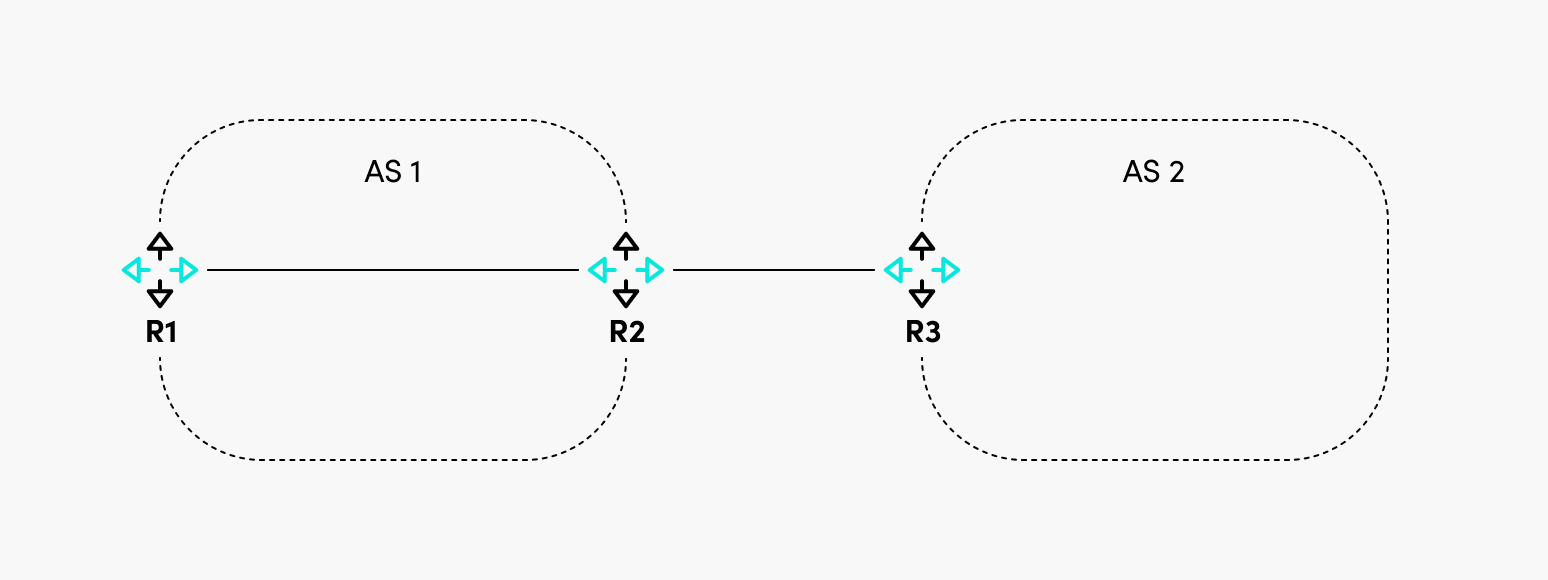 AS 1
AS 2
R1
R2
R3